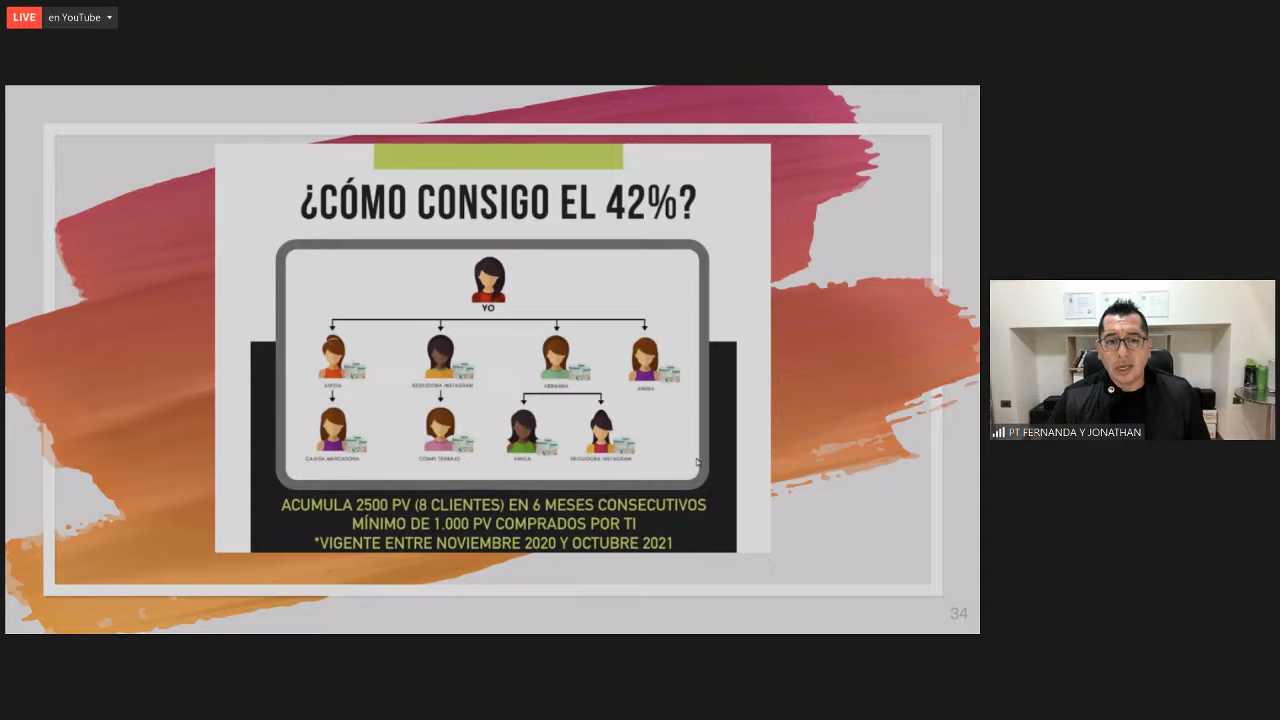 LIVE en YouTube
¿CÓMO CONSIGO EL 42%?
YO
AMIGA SEGUIDORA INSTAGRAM HERMANA AMIGA
CAJERA MERCADONA COMPI TRABAJO AMIGA SEGUIDORA INSTAGRAM
ACUMULA 2500 PV (8 CLIENTES) EN 6 MESES CONSECUTIVOS
MÍNIMO DE 1.000 PV COMPRADOS POR TI
*VIGENTE ENTRE NOVIEMBRE 2020 Y OCTUBRE 2021
34
PT FERNANDA Y JONATHAN